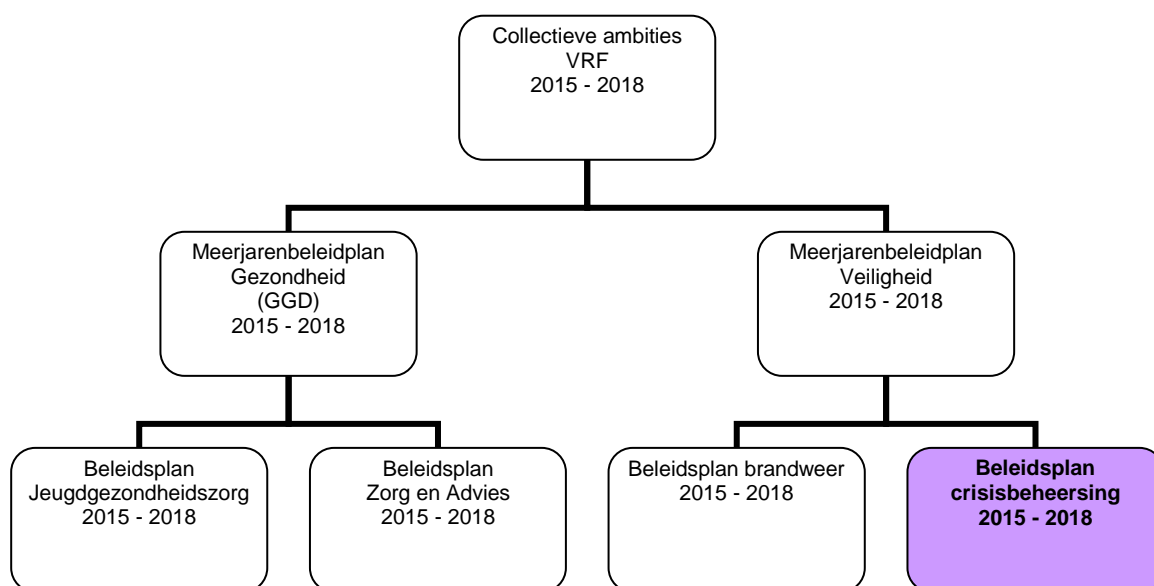 Collectieve ambities
VRF
2015 - 2018
Meerjarenbeleidplan
Gezondheid
(GGD)
2015 - 2018
Meerjarenbeleidplan
Veiligheid
2015 - 2018
Beleidsplan
Jeugdgezondheidszorg
2015 - 2018
Beleidsplan
Zorg en Advies
2015 - 2018
Beleidsplan brandweer
2015 - 2018
Beleidsplan
crisisbeheersing
2015 - 2018